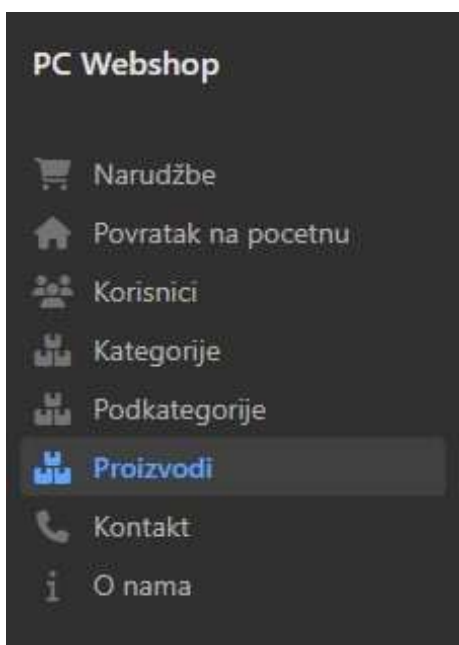 PC Webshop
Narudžbe
Povratak na pocetnu
Korisnici
Kategorije
Podkategorije
Proizvodi
Kontakt
O nama